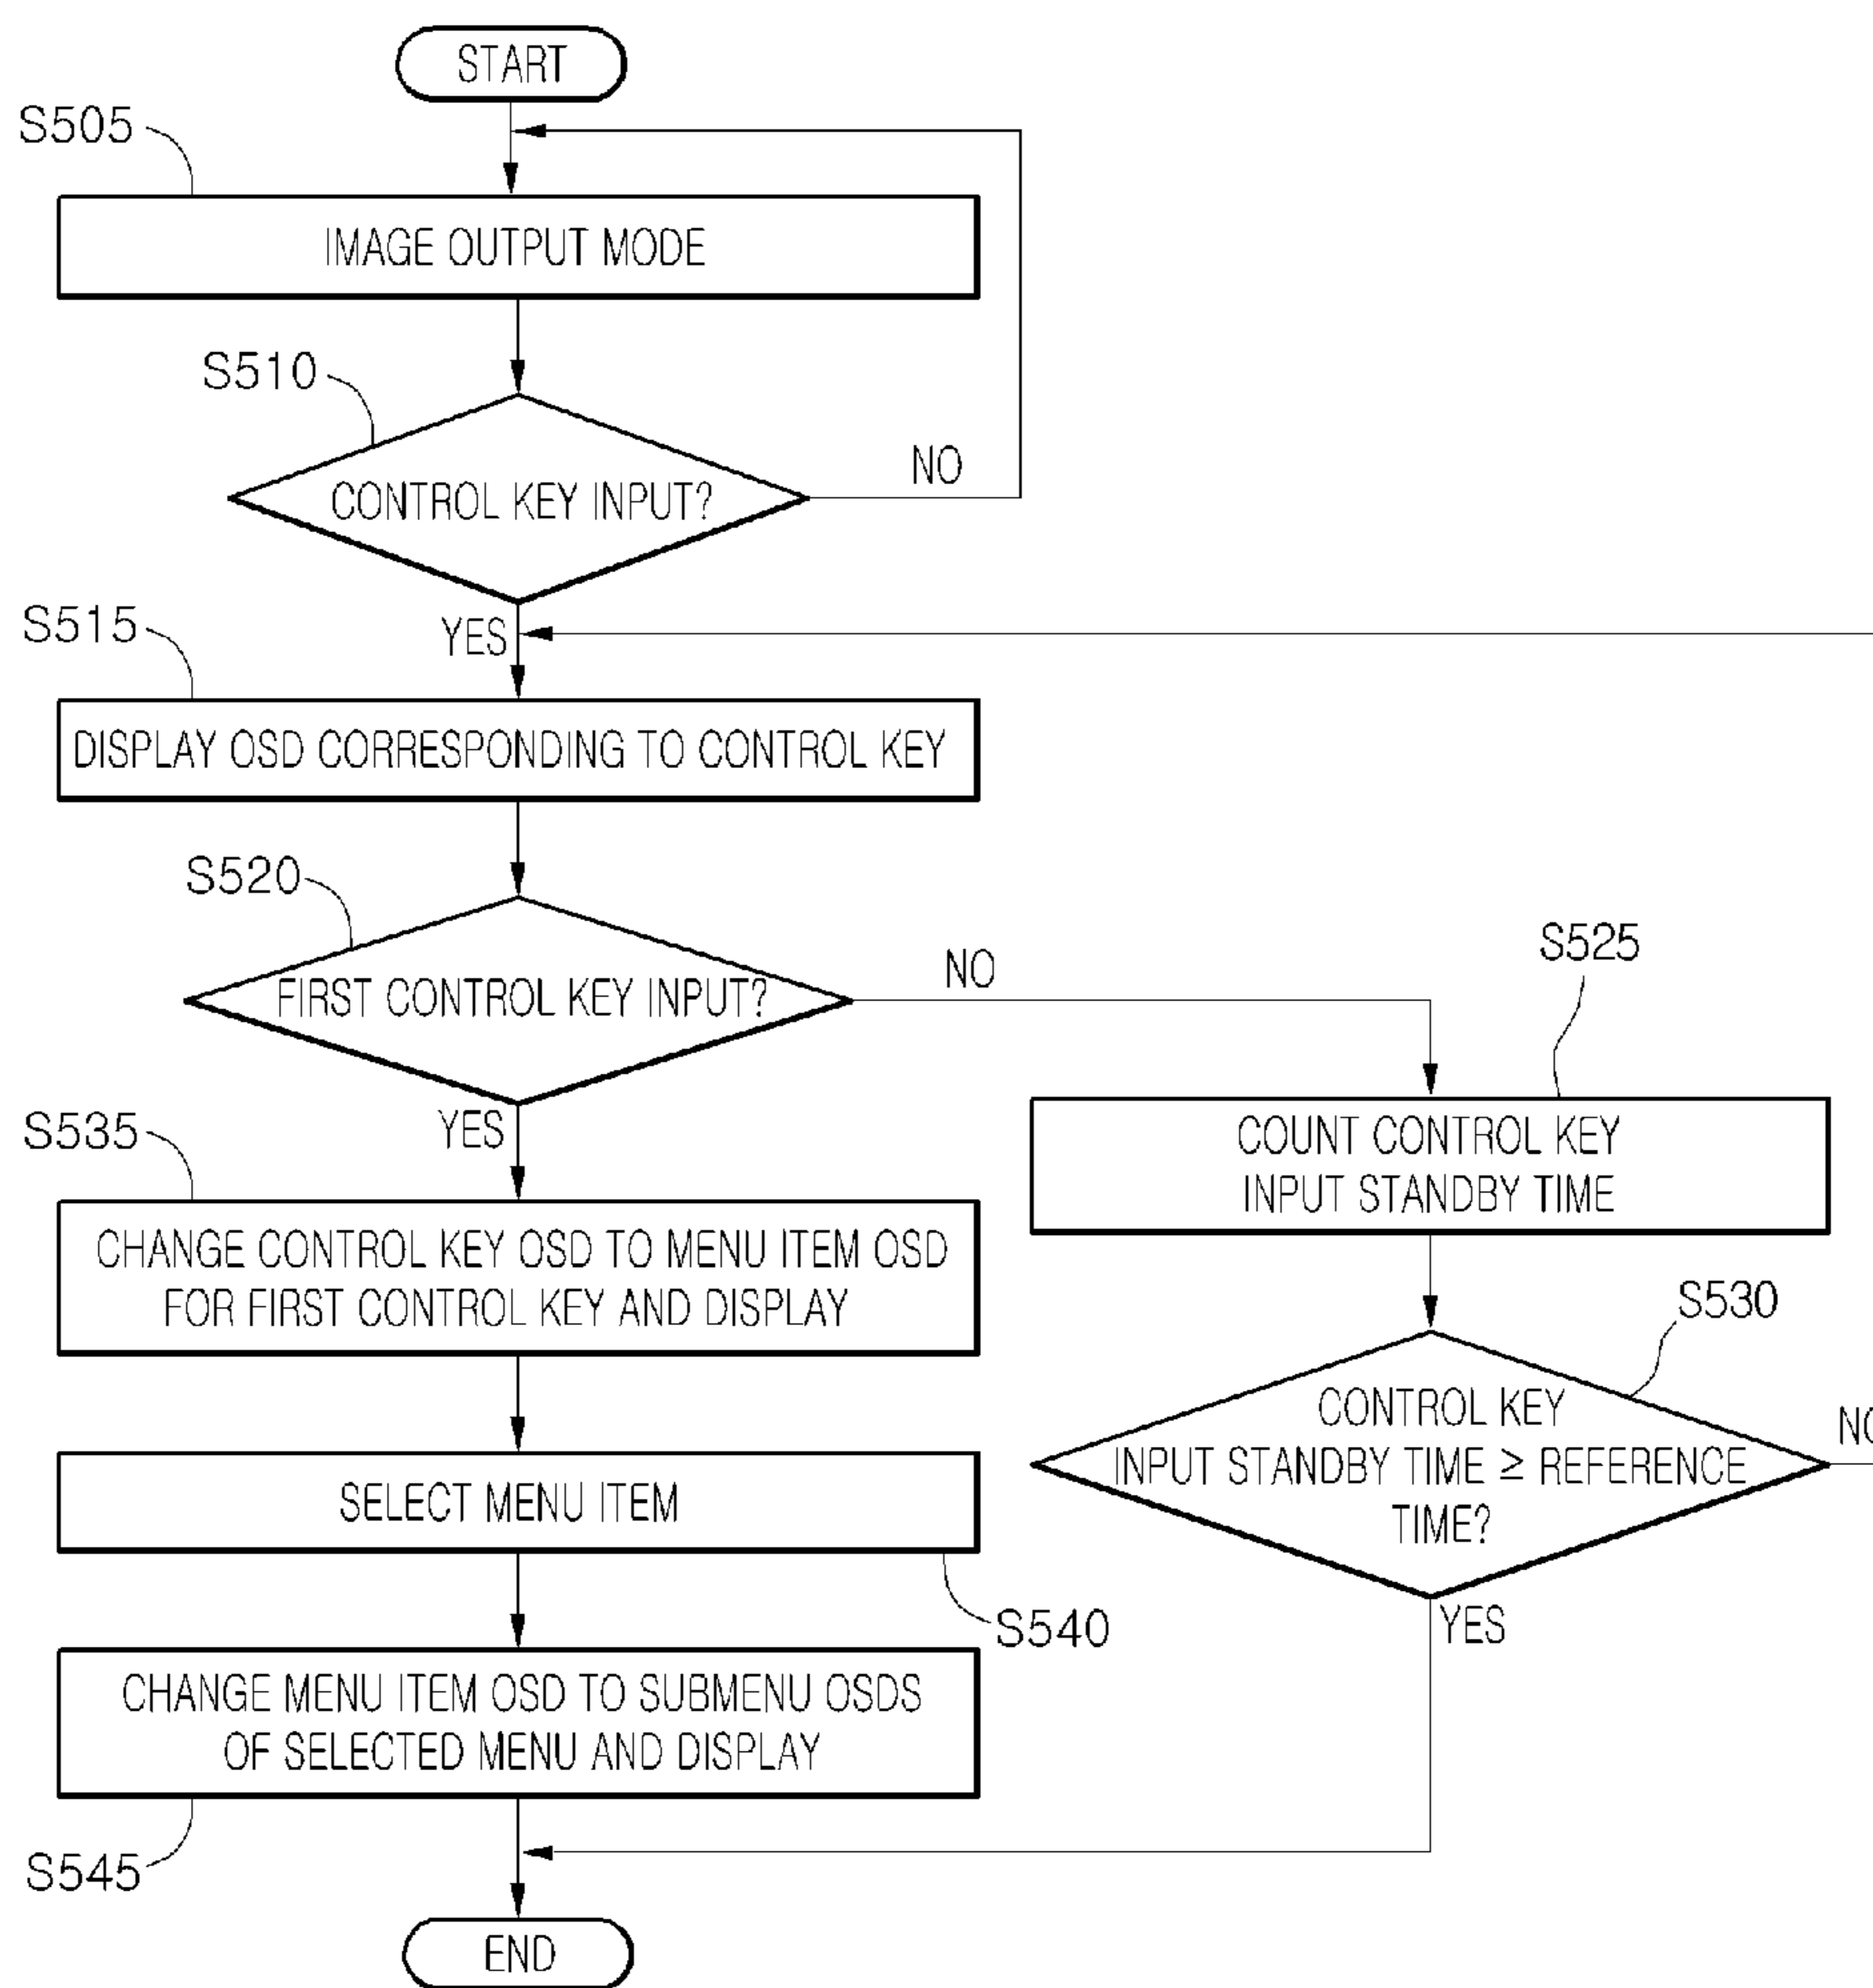 START
S505
IMAGE OUTPUT MODE
S510
CONTROL KEY INPUT?
NO
S515
YES
DISPLAY OSD CORRESPONDING TO CONTROL KEY
S520
FIRST CONTROL KEY INPUT?
NO
S525
COUNT CONTROL KEY
INPUT STANDBY TIME
S535
YES
CHANGE CONTROL KEY OSD TO MENU ITEM OSD
FOR FIRST CONTROL KEY AND DISPLAY
S530
CONTROL KEY
INPUT STANDBY TIME ≥ REFERENCE
TIME?
NO
YES
SELECT MENU ITEM
S540
CHANGE MENU ITEM OSD TO SUBMENU OSDS
OF SELECTED MENU AND DISPLAY
S545
END